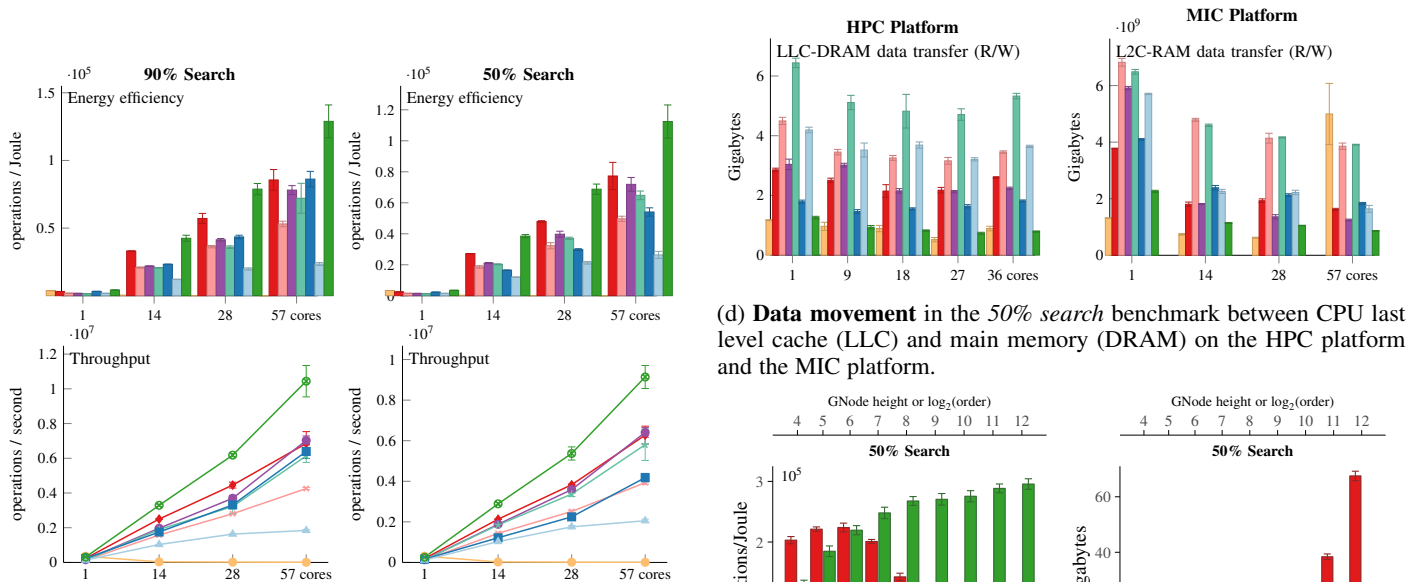 ·10^5
90% Search
Energy efficiency
operations / Joule
1.5
1
0.5
1
14
28
57 cores
·10^5
50% Search
Energy efficiency
operations / Joule
1.2
1
0.8
0.6
0.4
0.2
0
1
14
28
57 cores
·10^7
Throughput
operations / second
1.2
1
0.8
0.6
0.4
0.2
0
1
14
28
57 cores
·10^7
Throughput
operations / second
1
0.8
0.6
0.4
0.2
0
1
14
28
57 cores
HPC Platform
LLC-DRAM data transfer (R/W)
Gigabytes
6
4
2
0
1
9
18
27
36 cores
MIC Platform
·10^9
L2C-RAM data transfer (R/W)
6
4
2
0
1
14
28
57 cores
(d) Data movement in the 50% search benchmark between CPU last
level cache (LLC) and main memory (DRAM) on the HPC platform
and the MIC platform.
GNode height or log2(order)
4 5 6 7 8 9 10 11 12
50% Search
10^5
3
2
GNode height or log2(order)
4 5 6 7 8 9 10 11 12
50% Search
60
40